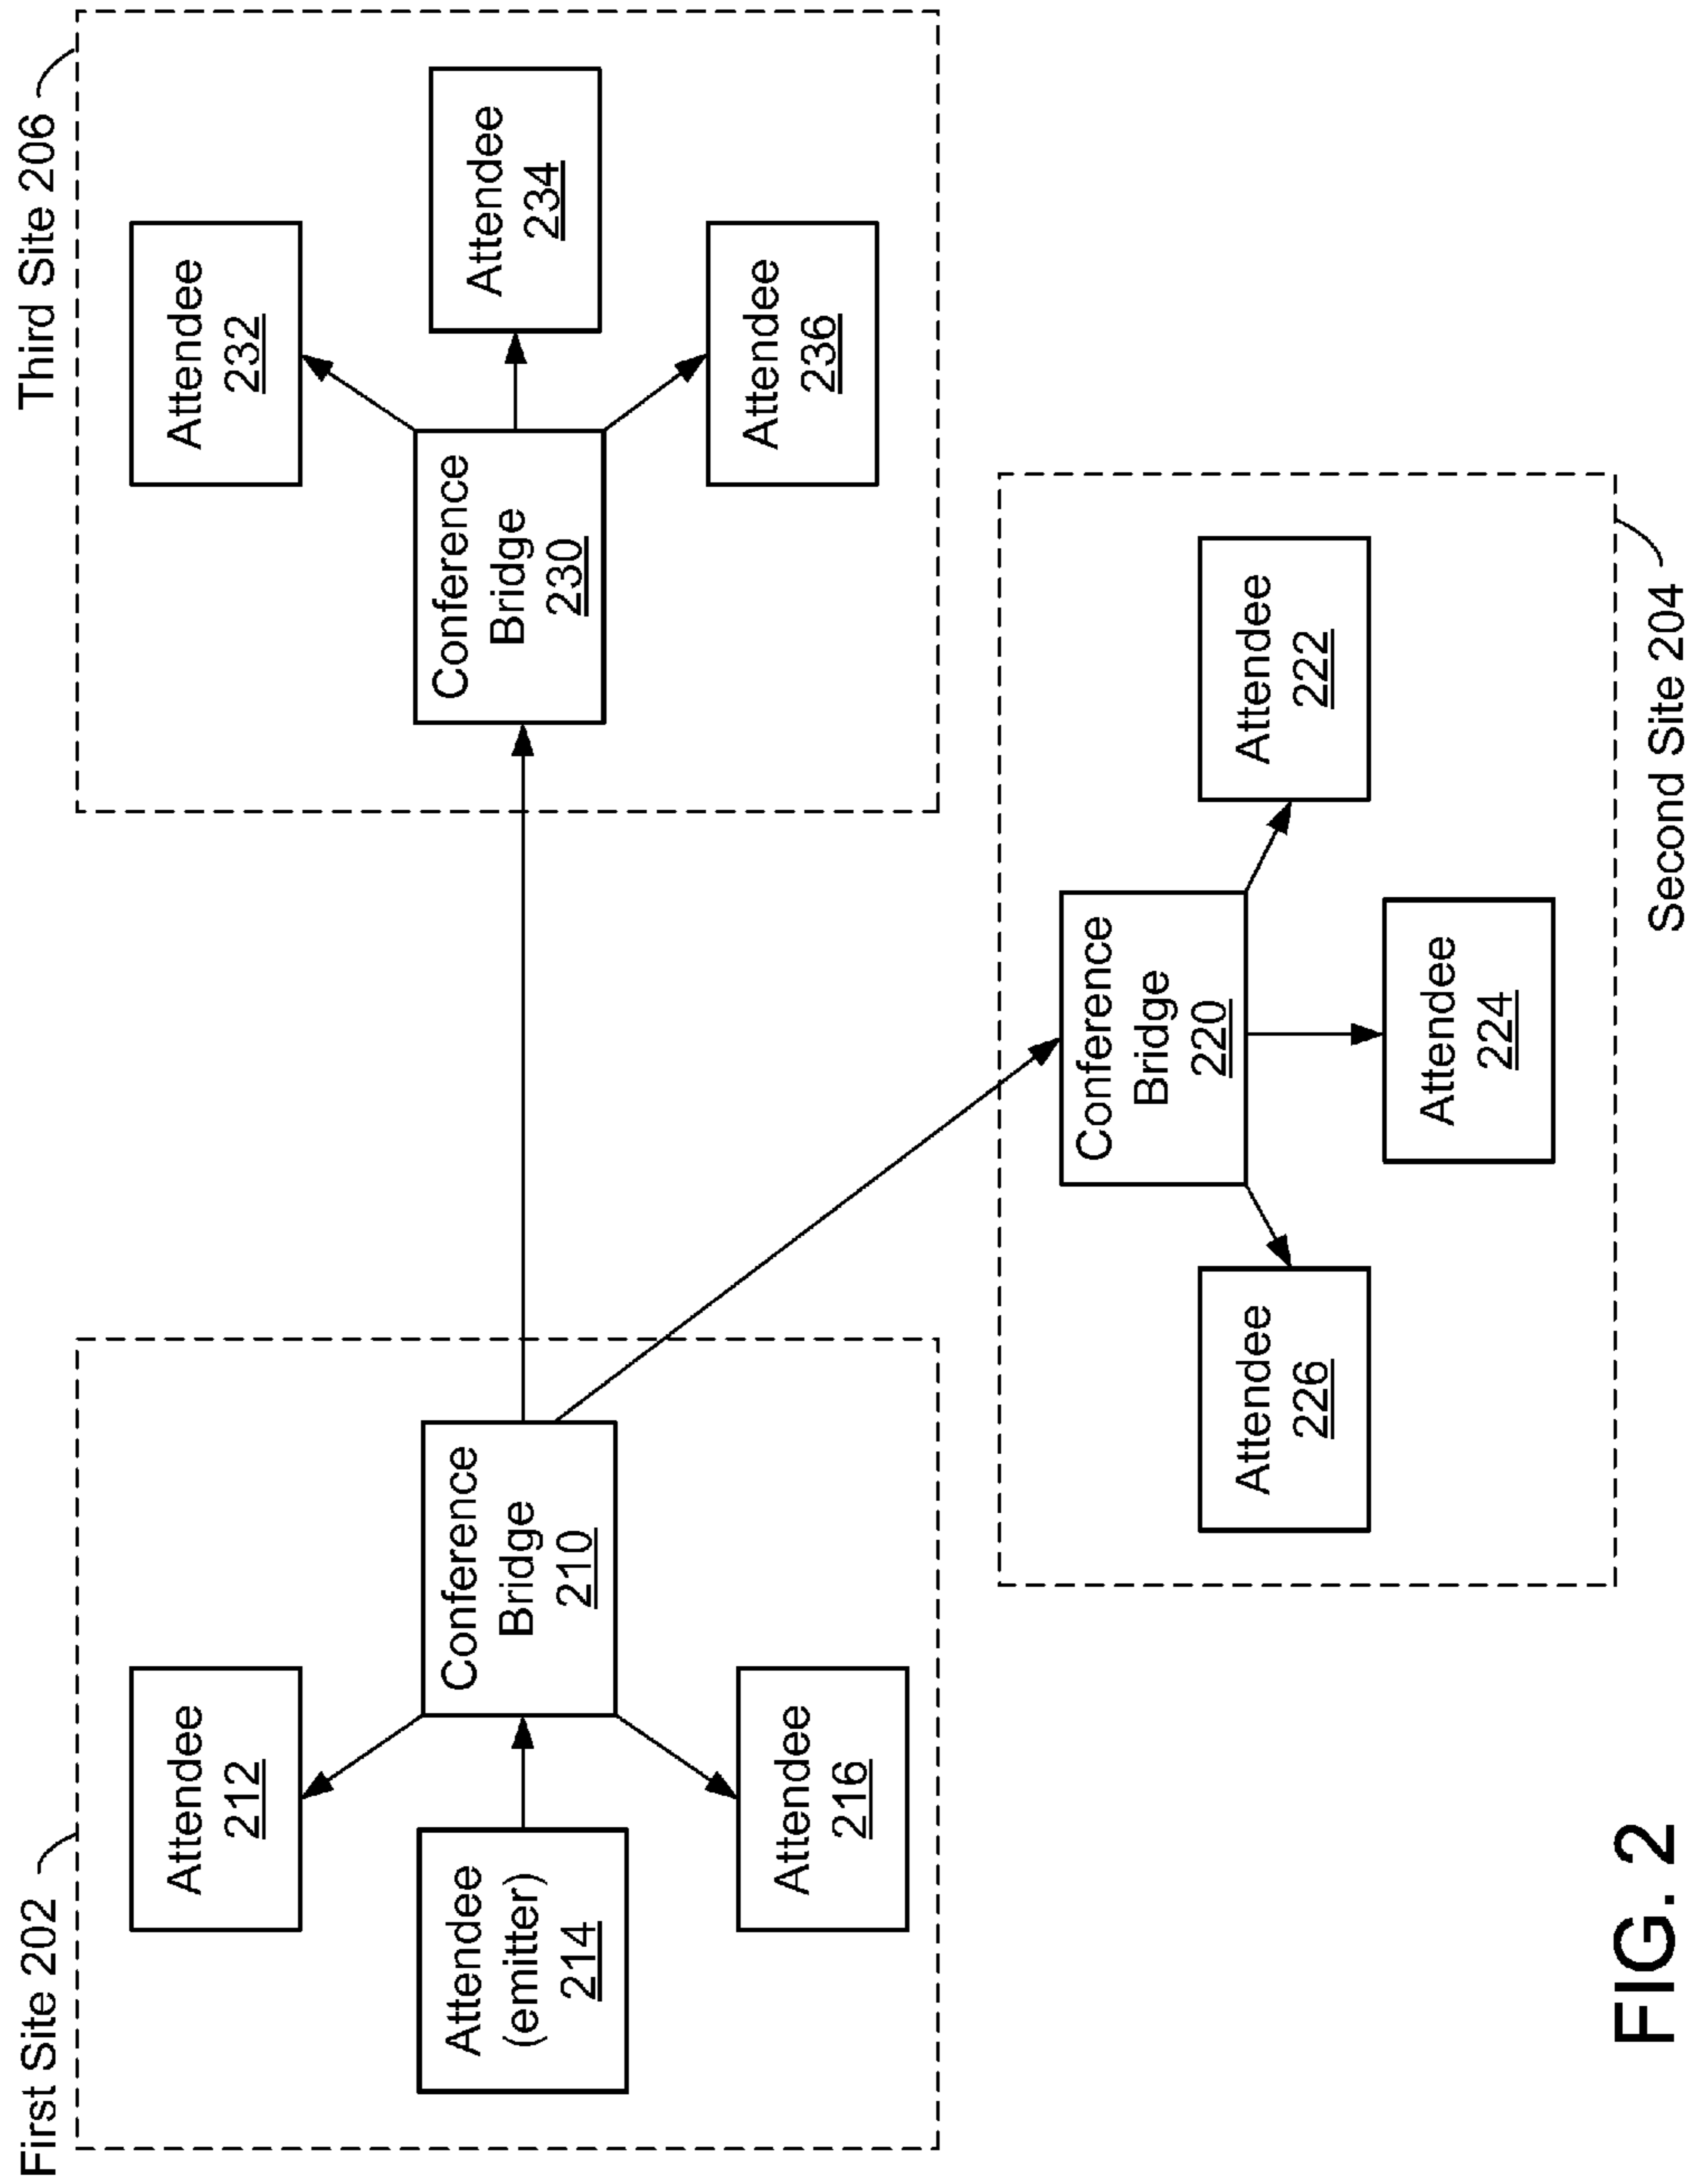 First Site 202
Attendee
212
Attendee
(emitter)
214
Attendee
216
Conference
Bridge
210
Third Site 206
Conference
Bridge
230
Attendee
232
Attendee
234
Attendee
236
Conference
Bridge
220
Attendee
226
Attendee
224
Attendee
222
Second Site 204
FIG. 2